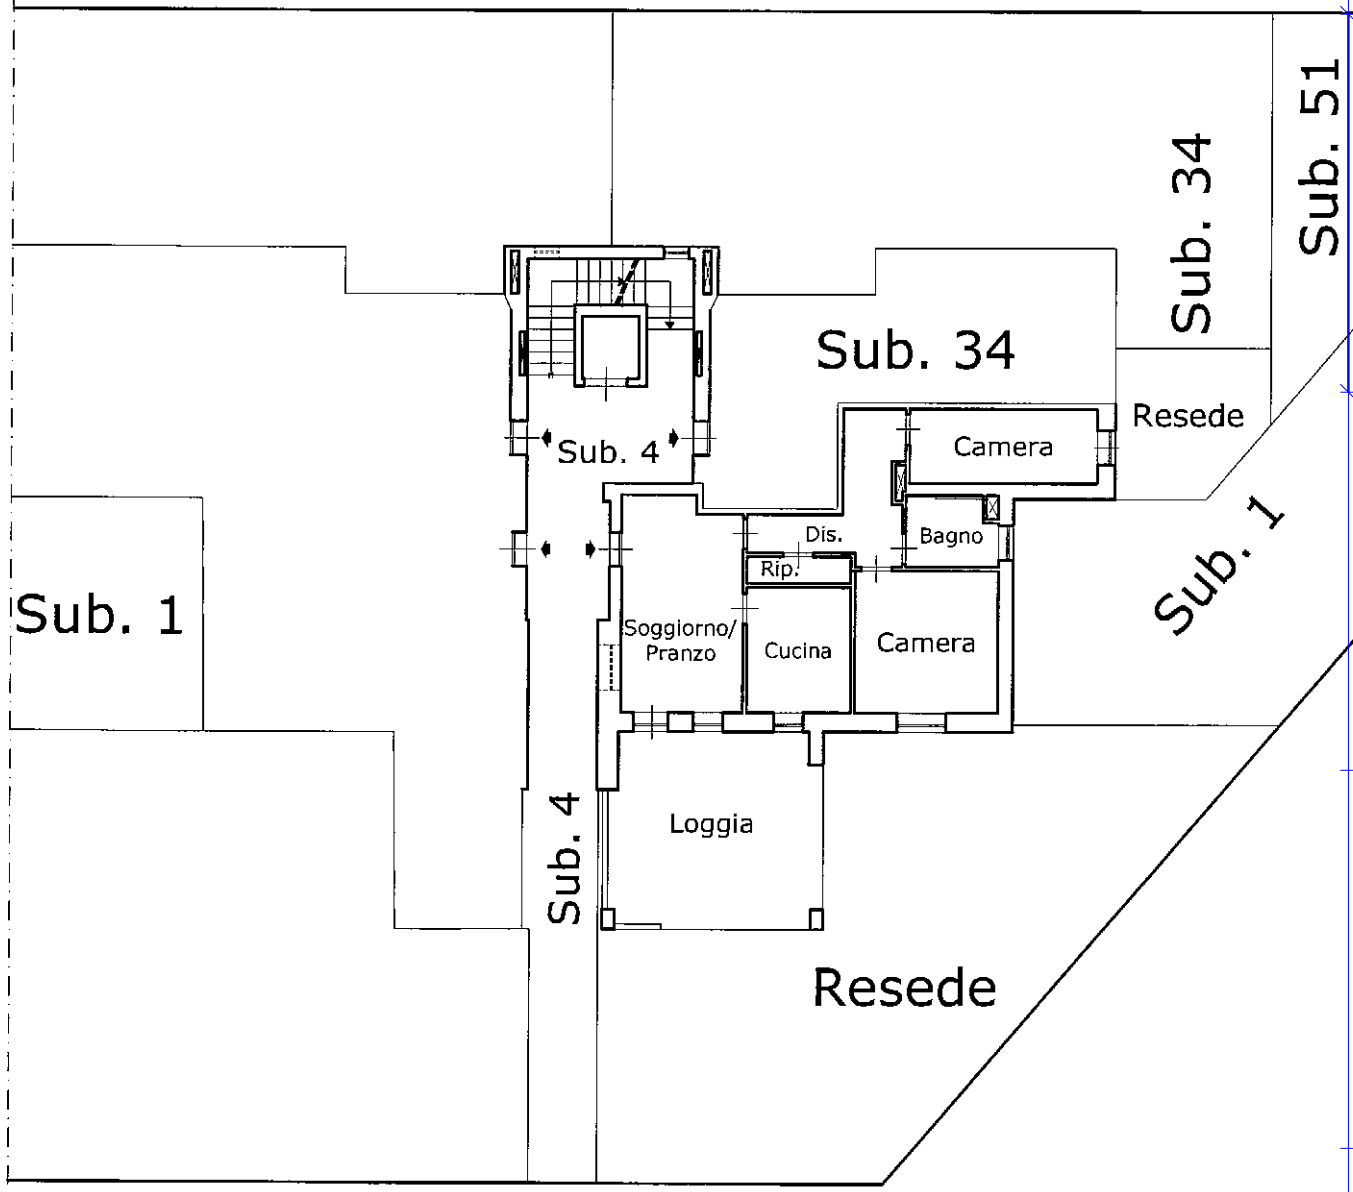 Sub. 51
Sub. 34
Sub. 34
Resede
Camera
Sub. 4
Sub. 1
Dis.
Bagno
Rip.
Sub. 1
Soggiorno/
Pranzo
Cucina
Camera
Sub. 4
Loggia
Resede